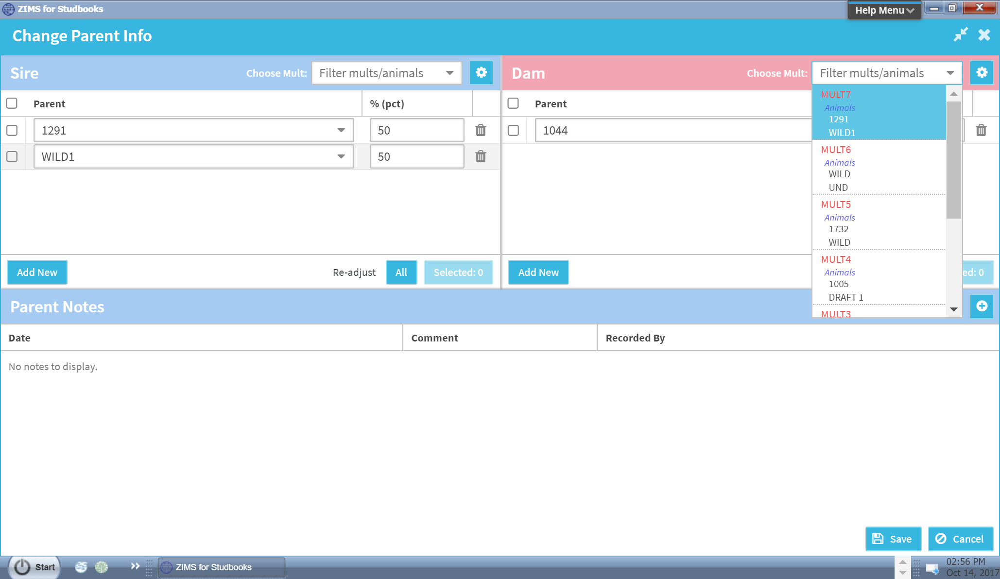 ZIMS for Studbooks
Help Menu
Change Parent Info
Sire
Choose Mult:
Filter mults/animals
Parent
% (pct)
1291
50
WILD1
50
Add New
Re-adjust
All
Selected: 0
Dam
Choose Mult:
Filter mults/animals
Parent
1044
MULT7
Animals
1291
WILD1
MULT6
Animals
WILD
UND
MULT5
Animals
1732
WILD
MULT4
Animals
1005
DRAFT 1
MULT3
Add New
ed: 0
Parent Notes
Date
Comment
Recorded By
No notes to display.
Save
Cancel
Start
ZIMS for Studbooks
02:56 PM
Oct 14, 2017